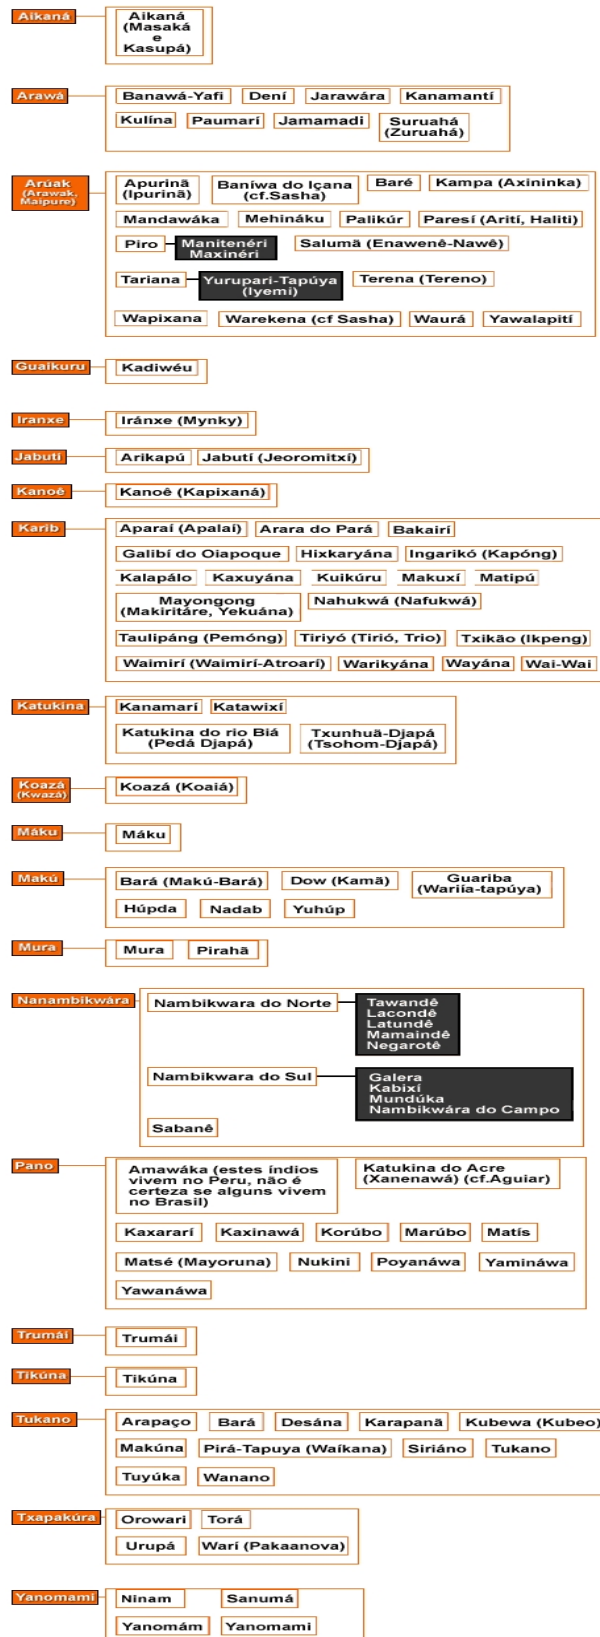 Aikaná
Aikaná
(Masaká
e
Kasupá)
Arawá
Banawá-Yafi Dení Jarawára Kanamantí
Kulína Paumarí Jamamadi Suruahá
(Zuruahá)
Arúak
(Arawak,
Maipure)
Apurinã
(Ipurinã)
Baníwa do Içana
(cf.Sasha)
Baré Kampa (Axininka)
Mandawáka Mehináku Palikúr Paresí (Arití, Haliti)
Piro Manitenéri
Maxinéri
Salumã (Enawenê-Nawê)
Tariana Yurupari-Tapúya
(Iyemi)
Terena (Tereno)
Wapixana Warekena (cf Sasha) Waurá Yawalapití
Guaikuru Kadiwéu
Iranxe Iránxe (Mynky)
Jabutí Arikapú Jabutí (Jeoromitxí)
Kanoê Kanoê (Kapixaná)
Karib Aparaí (Apalaí) Arara do Pará Bakairí
Galibí do Oiapoque Hixkaryána Ingarikó (Kapóng)
Kalapálo Kaxuyána Kuikúru Makuxí Matipú
Mayongong
(Makiritáre, Yekuána)
Nahukwá (Nafukwá)
Taulipáng (Pemóng) Tiriyó (Tirió, Trio) Txikão (Ikpeng)
Waimirí (Waimirí-Atroarí) Warikyána Wayána Wai-Wai
Katukina Kanamarí Katawixí
Katukina do rio Biá
(Pedá Djapá)
Txunhuã-Djapá
(Tsohom-Djapá)
Koazá
(Kwazá)
Koazá (Koaiá)
Máku Máku
Makú Bará (Makú-Bará) Dow (Kamã) Guariba
(Wariía-tapúya)
Húpda Nadab Yuhúp
Mura Mura Pirahã
Nanambikwára
Nambikwara do Norte
Tawandê
Lacondê
Latundê
Mamaindê
Negarotê
Nambikwara do Sul
Galera
Kabixí
Mundúka
Nambikwára do Campo
Sabanê
Pano
Amawáka (estes índios
vivem no Peru, não é
certeza se alguns vivem
no Brasil)
Katukina do Acre
(Xanenawá) (cf.Aguiar)
Kaxararí Kaxinawá Korúbo Marúbo Matís
Matsé (Mayoruna) Nukini Poyanáwa Yamináwa
Yawanáwa
Trumái Trumái
Tikúna Tikúna
Tukano Arapaço Bará Desána Karapanã Kubewa (Kubeo)
Makúna Pirá-Tapuya (Waíkana) Siriáno Tukano
Tuyúka Wanano
Txapakúra Orowari Torá
Urupá Warí (Pakaanova)
Yanomami Ninam Sanumá
Yanomám Yanomami